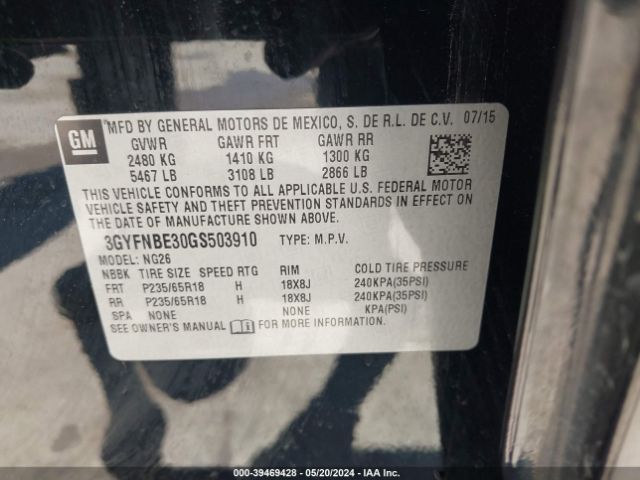 GM
MFD BY GENERAL MOTORS DE MEXICO, S. DE R.L. DE C.V. 07/15
GVWR GAWR FRT GAWR RR
2480 KG 1410 KG 1300 KG
5467 LB 3108 LB 2866 LB
THIS VEHICLE CONFORMS TO ALL APPLICABLE U.S. FEDERAL MOTOR
VEHICLE SAFETY AND THEFT PREVENTION STANDARDS IN EFFECT ON
THE DATE OF MANUFACTURE SHOWN ABOVE.
3GYFNBE30GS503910 TYPE: M.P.V.
MODEL: NG26
NBBK TIRE SIZE SPEED RTG RIM COLD TIRE PRESSURE
FRT P235/65R18 H 18X8J 240KPA(35PSI)
RR P235/65R18 H 18X8J 240KPA(35PSI)
SPA NONE NONE KPA(PSI)
SEE OWNER'S MANUAL FOR MORE INFORMATION.
000-39469428 - 05/20/2024 - IAA Inc.